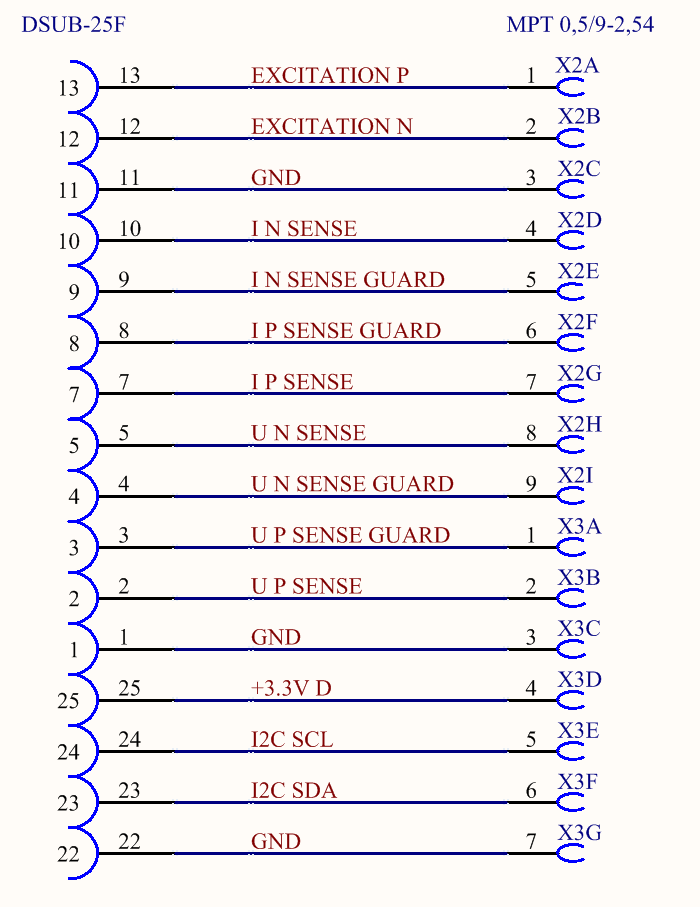 DSUB-25F MPT 0,5/9-2,54
13 13 EXCITATION P 1 X2A
12 12 EXCITATION N 2 X2B
11 11 GND 3 X2C
10 10 I N SENSE 4 X2D
9 9 I N SENSE GUARD 5 X2E
8 8 I P SENSE GUARD 6 X2F
7 7 I P SENSE 7 X2G
5 5 U N SENSE 8 X2H
4 4 U N SENSE GUARD 9 X2I
3 3 U P SENSE GUARD 1 X3A
2 2 U P SENSE 2 X3B
1 1 GND 3 X3C
25 25 +3.3V D 4 X3D
24 24 I2C SCL 5 X3E
23 23 I2C SDA 6 X3F
22 22 GND 7 X3G